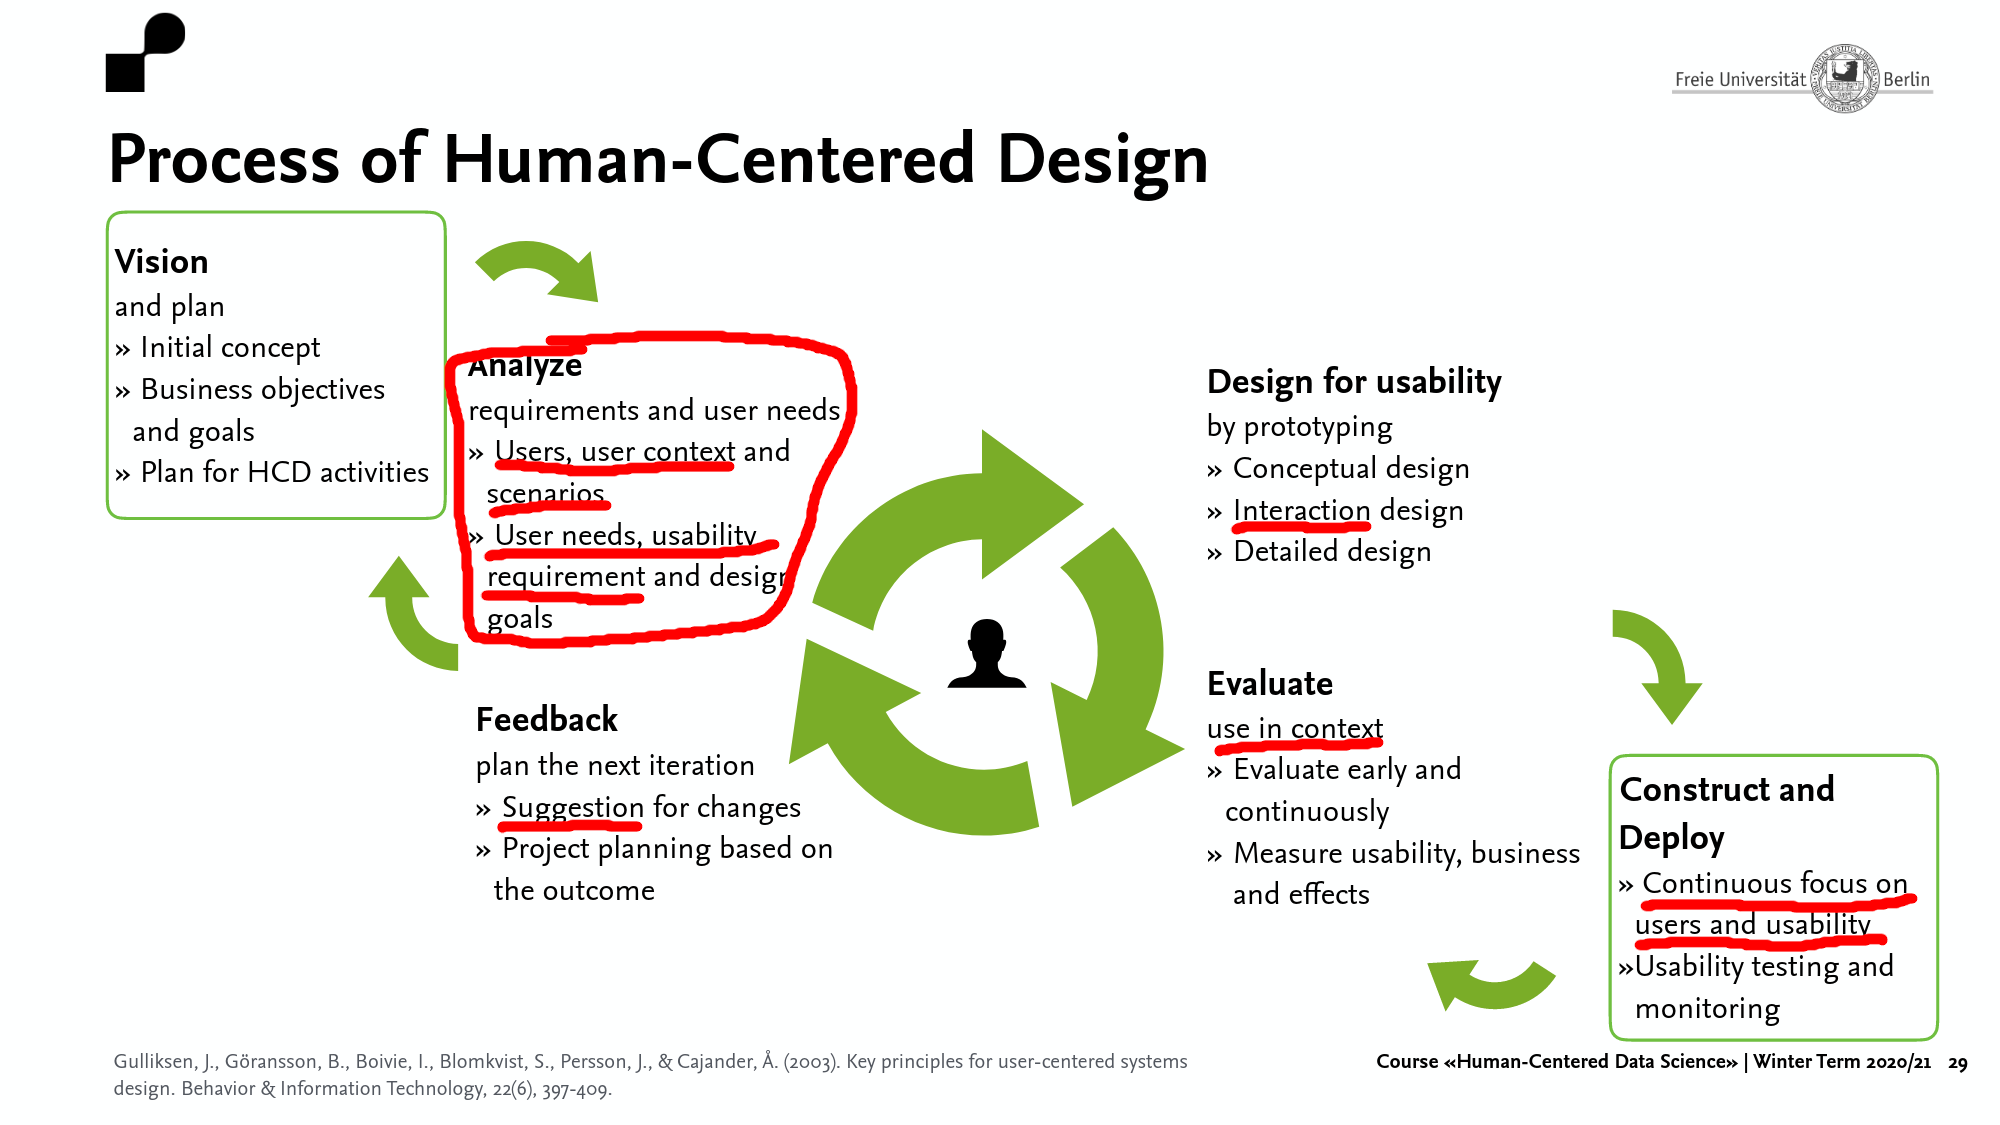 Freie Universität Berlin
Process of Human-Centered Design
Vision
and plan
» Initial concept
» Business objectives
and goals
» Plan for HCD activities
Analyze
requirements and user needs
» Users, user context and
scenarios
» User needs, usability
requirement and design
goals
Design for usability
by prototyping
» Conceptual design
» Interaction design
» Detailed design
Evaluate
use in context
» Evaluate early and
continuously
» Measure usability, business
and effects
Feedback
plan the next iteration
» Suggestion for changes
» Project planning based on
the outcome
Construct and
Deploy
» Continuous focus on
users and usability
»Usability testing and
monitoring
Gulliksen, J., Göransson, B., Boivie, I., Blomkvist, S., Persson, J., & Cajander, Å. (2003). Key principles for user-centered systems
design. Behavior & Information Technology, 22(6), 397-409.
Course «Human-Centered Data Science» | Winter Term 2020/21 29